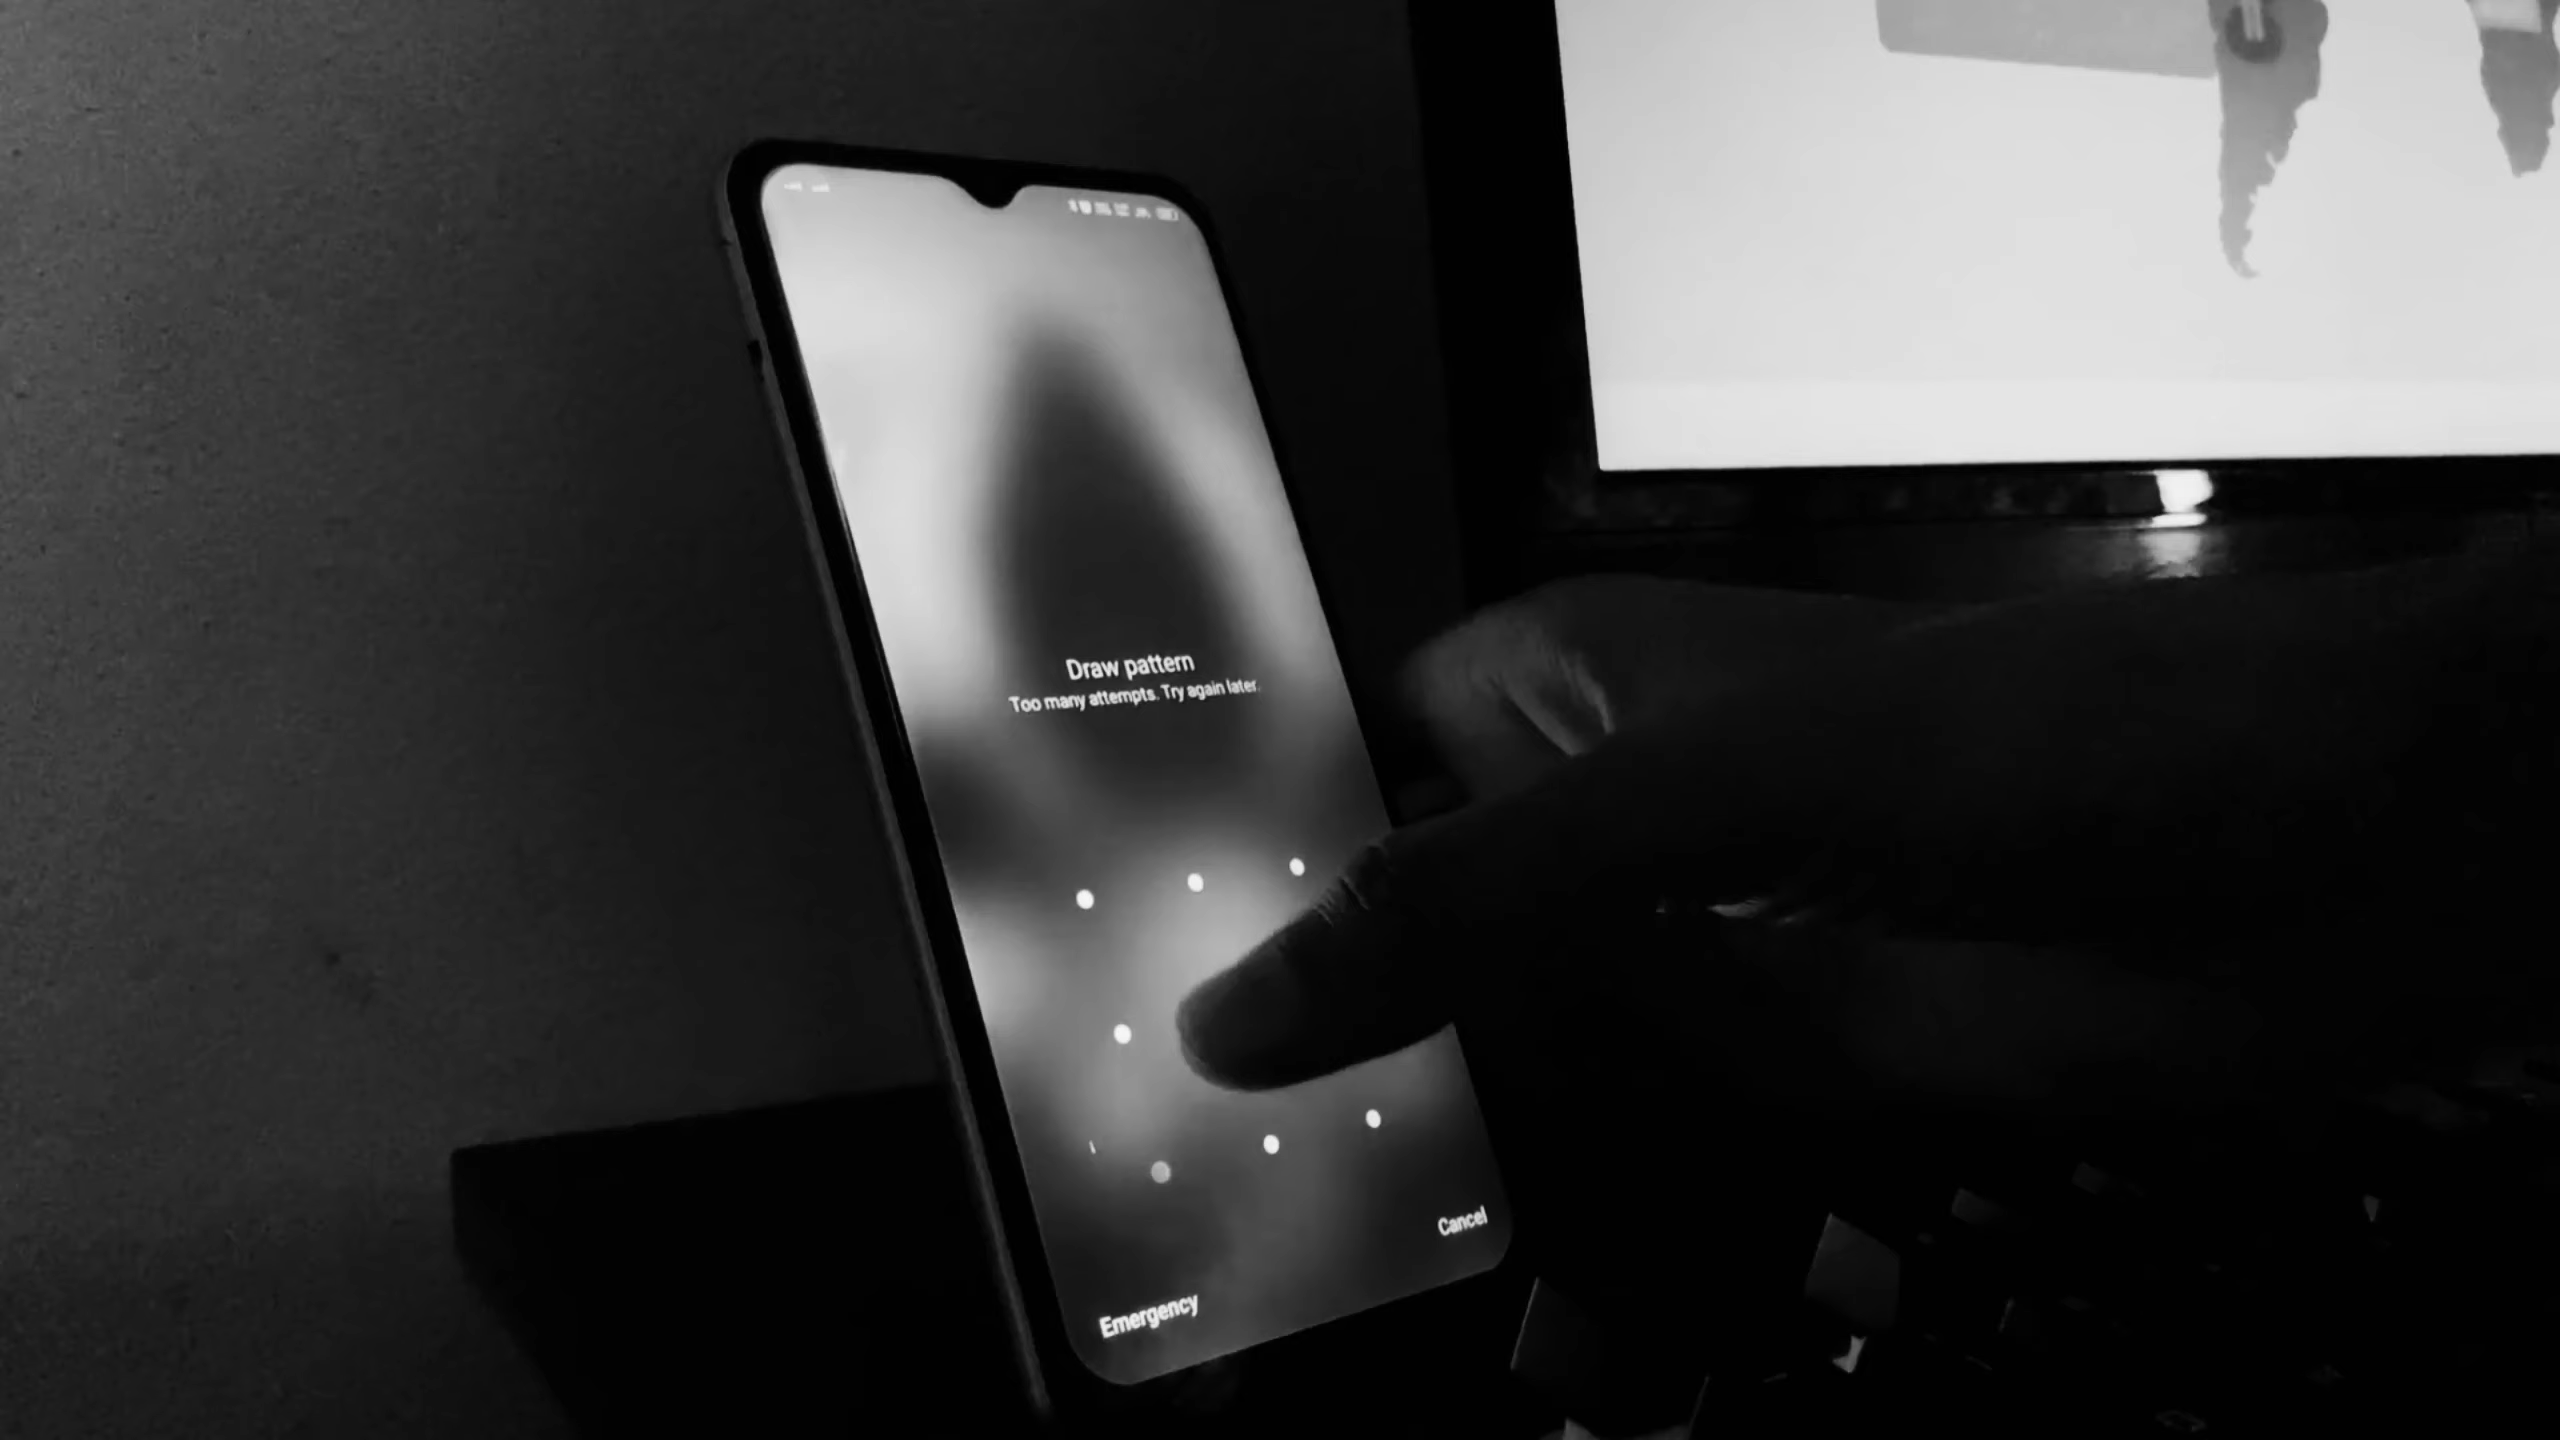 Draw pattern
Too many attempts. Try again later.
Cancel
Emergency